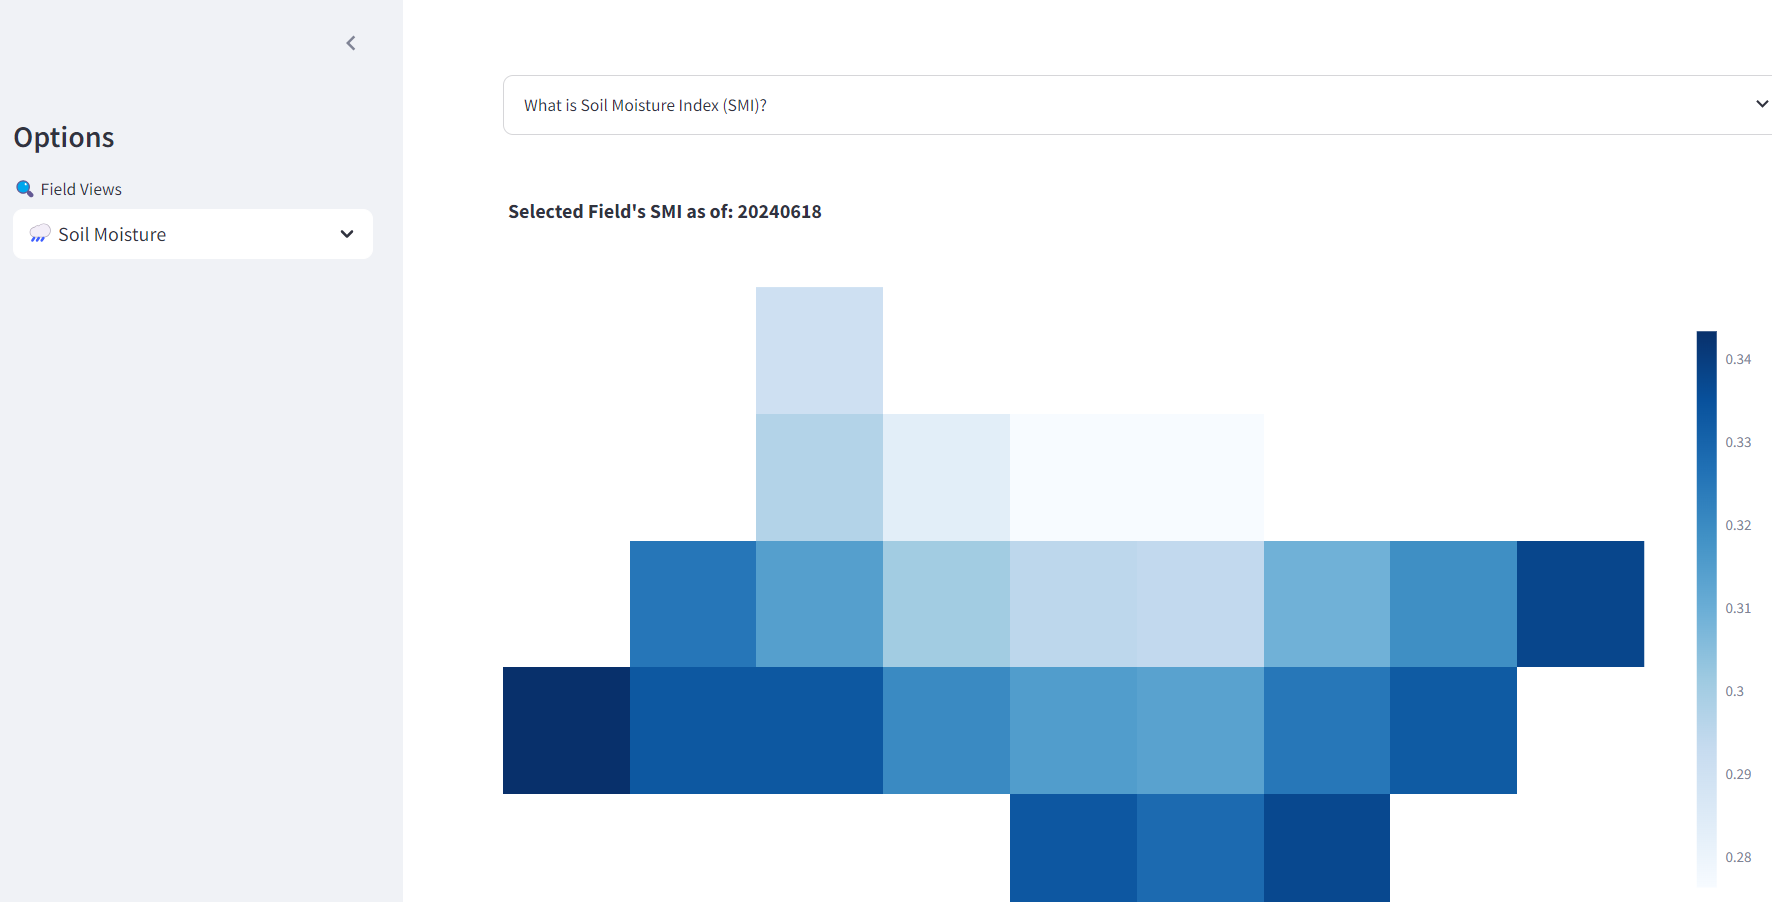 Options
Field Views
Soil Moisture
What is Soil Moisture Index (SMI)?
Selected Field's SMI as of: 20240618
0.34
0.33
0.32
0.31
0.3
0.29
0.28